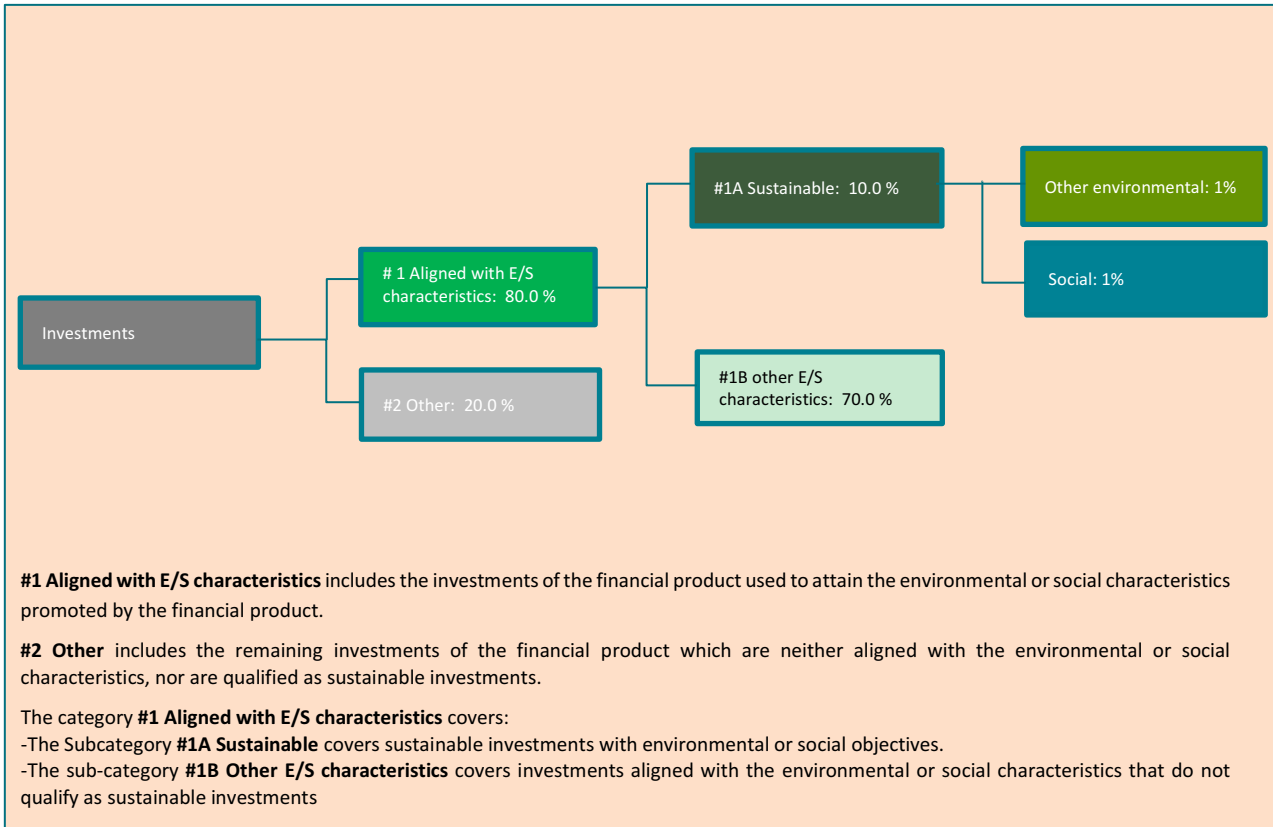 #1A Sustainable: 10.0 %
Other environmental: 1%
# 1 Aligned with E/S
characteristics: 80.0 %
Social: 1%
Investments
#1B other E/S
characteristics: 70.0 %
#2 Other: 20.0 %
#1 Aligned with E/S characteristics includes the investments of the financial product used to attain the environmental or social characteristics
promoted by the financial product.
#2 Other includes the remaining investments of the financial product which are neither aligned with the environmental or social
characteristics, nor are qualified as sustainable investments.
The category #1 Aligned with E/S characteristics covers:
-The Subcategory #1A Sustainable covers sustainable investments with environmental or social objectives.
-The sub-category #1B Other E/S characteristics covers investments aligned with the environmental or social characteristics that do not
qualify as sustainable investments